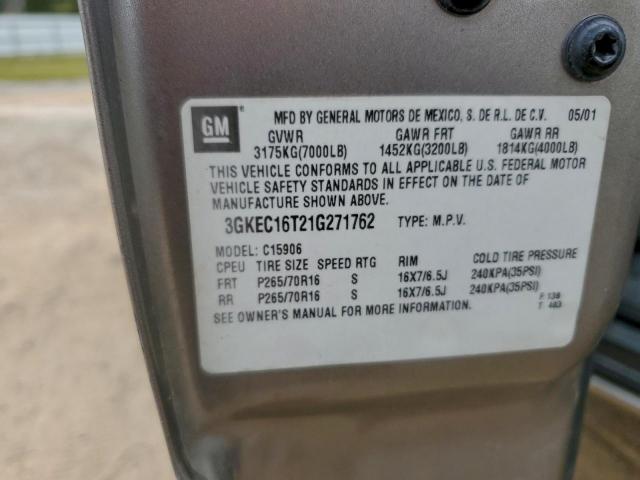 GM ® MFD BY GENERAL MOTORS DE MEXICO, S. DE R.L. DE C.V. 05/01
GVWR GAWR FRT GAWR RR
3175KG(7000LB) 1452KG(3200LB) 1814KG(4000LB)
THIS VEHICLE CONFORMS TO ALL APPLICABLE U.S. FEDERAL MOTOR
VEHICLE SAFETY STANDARDS IN EFFECT ON THE DATE OF
MANUFACTURE SHOWN ABOVE.
3GKEC16T21G271762 TYPE: M.P.V.
MODEL: C15906
CPEU TIRE SIZE SPEED RTG RIM COLD TIRE PRESSURE
FRT P265/70R16 S 16X7/6.5J 240KPA(35PSI)
RR P265/70R16 S 16X7/6.5J 240KPA(35PSI)
SEE OWNER'S MANUAL FOR MORE INFORMATION.
F: 138
T: 483